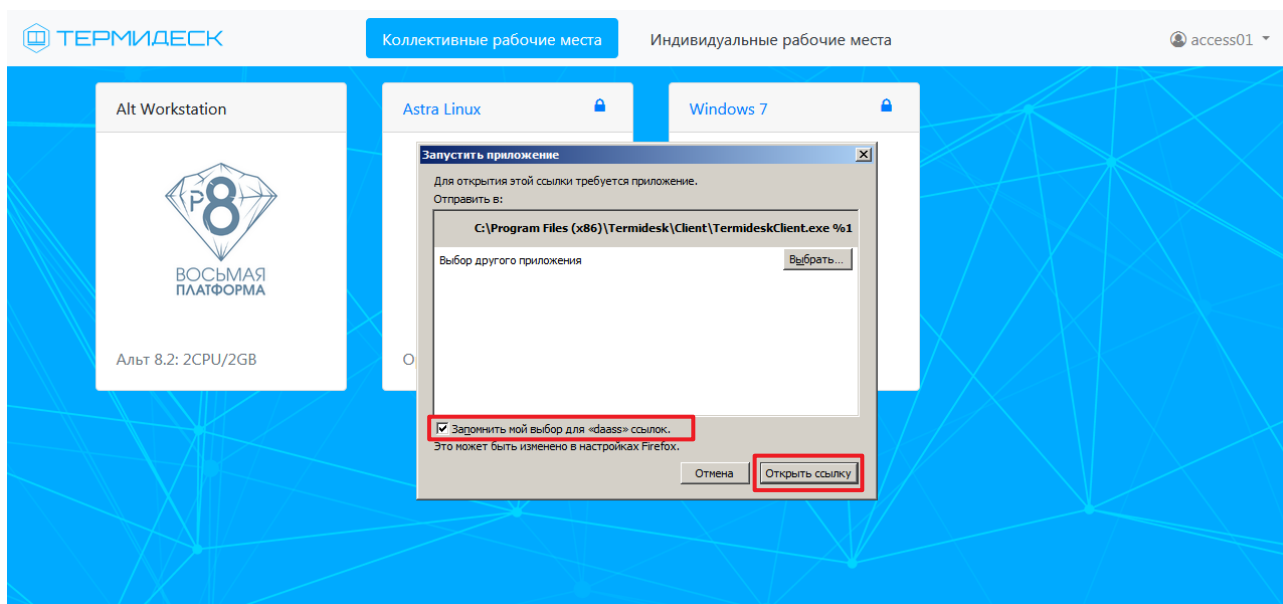 ТЕРМИДЕСК
Коллективные рабочие места
Индивидуальные рабочие места
access01
Alt Workstation
Astra Linux
Windows 7
P8
ВОСЬМАЯ
ПЛАТФОРМА
Альт 8.2: 2CPU/2GB
О
Запустить приложение
Для открытия этой ссылки требуется приложение.
Отправить в:
C:\Program Files (x86)\Termidesk\Client\TermideskClient.exe %1
Выбор другого приложения
Выбрать...
Запомнить мой выбор для «daass» ссылок.
Это может быть изменено в настройках Firefox.
Отмена
Открыть ссылку